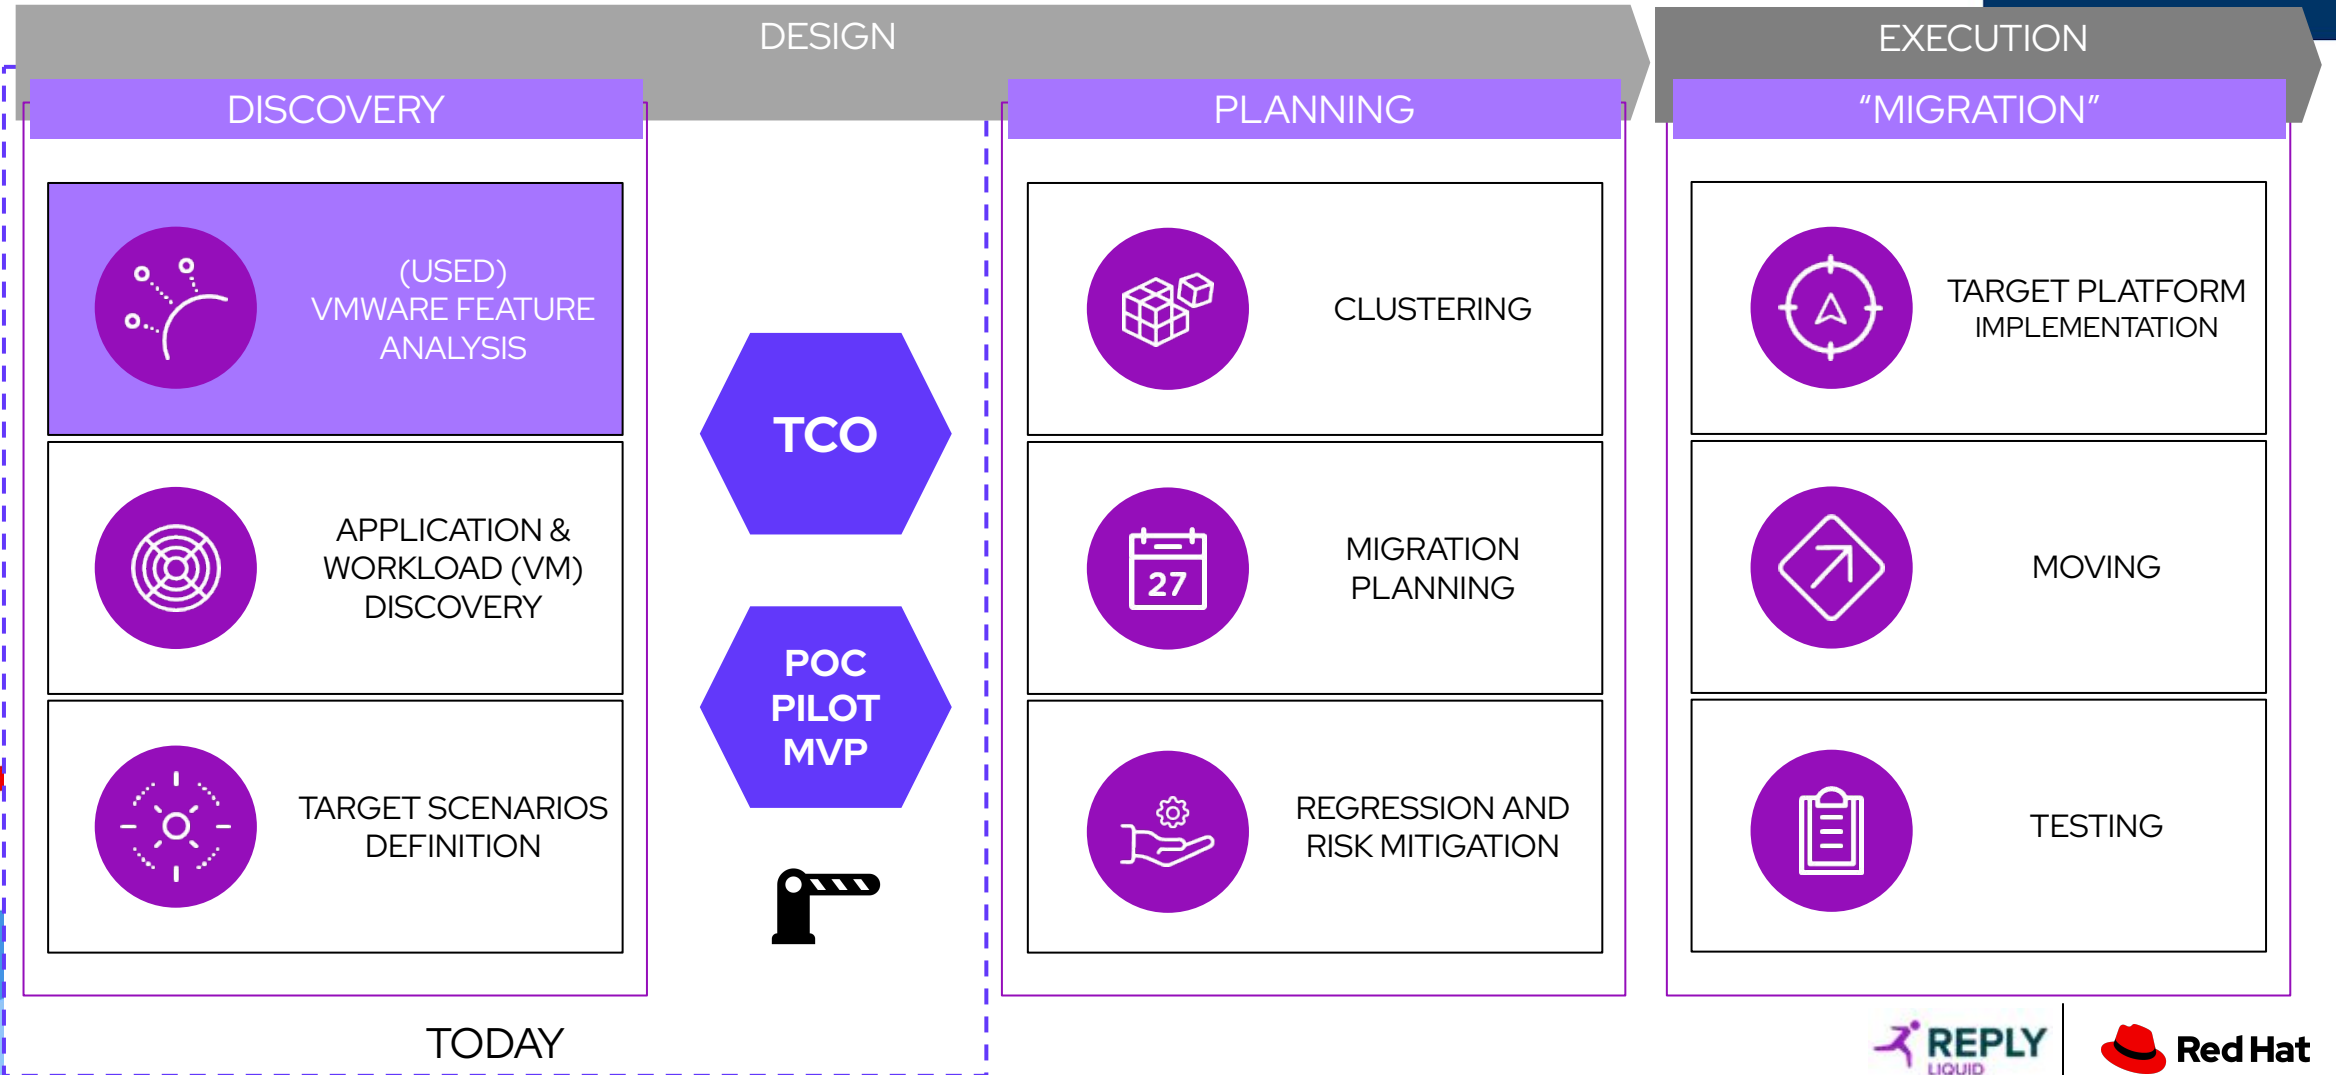 DESIGN
EXECUTION
DISCOVERY
PLANNING
“MIGRATION”
(USED)
VMWARE FEATURE
ANALYSIS
APPLICATION &
WORKLOAD (VM)
DISCOVERY
TARGET SCENARIOS
DEFINITION
TCO
POC
PILOT
MVP
CLUSTERING
27
MIGRATION
PLANNING
REGRESSION AND
RISK MITIGATION
TARGET PLATFORM
IMPLEMENTATION
MOVING
TESTING
TODAY
REPLY
LIQUID
Red Hat